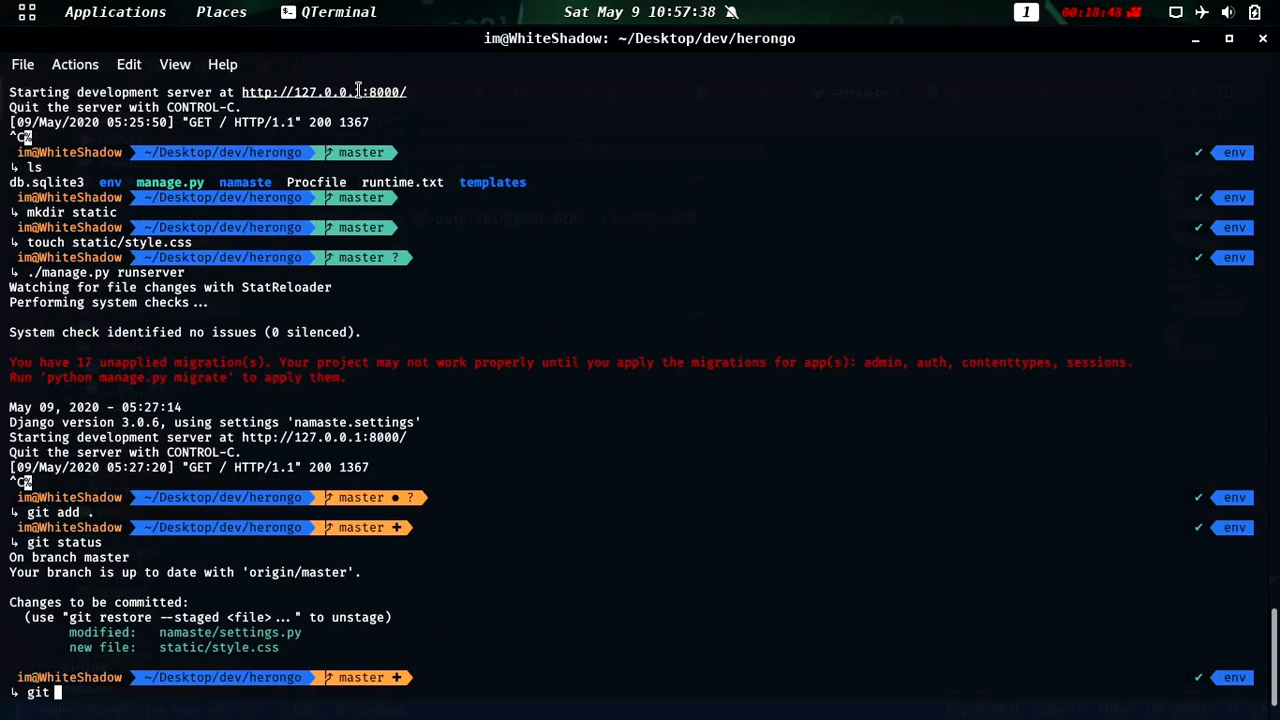 Applications Places QTerminal Sat May 9 10:57:38 1 00:18:48
im@WhiteShadow: ~/Desktop/dev/herongo
File Actions Edit View Help
Starting development server at http://127.0.0.1:8000/
Quit the server with CONTROL-C.
[09/May/2020 05:25:50] "GET / HTTP/1.1" 200 1367
^C%
im@WhiteShadow ~/Desktop/dev/herongo master ✔ env
↳ ls
db.sqlite3 env manage.py namaste Procfile runtime.txt templates
im@WhiteShadow ~/Desktop/dev/herongo master ✔ env
↳ mkdir static
im@WhiteShadow ~/Desktop/dev/herongo master ✔ env
↳ touch static/style.css
im@WhiteShadow ~/Desktop/dev/herongo master ? ✔ env
↳ ./manage.py runserver
Watching for file changes with StatReloader
Performing system checks...
System check identified no issues (0 silenced).
You have 17 unapplied migration(s). Your project may not work properly until you apply the migrations for app(s): admin, auth, contenttypes, sessions.
Run 'python manage.py migrate' to apply them.
May 09, 2020 - 05:27:14
Django version 3.0.6, using settings 'namaste.settings'
Starting development server at http://127.0.0.1:8000/
Quit the server with CONTROL-C.
[09/May/2020 05:27:20] "GET / HTTP/1.1" 200 1367
^C%
im@WhiteShadow ~/Desktop/dev/herongo master ● ? ✔ env
↳ git add .
im@WhiteShadow ~/Desktop/dev/herongo master ✚ ✔ env
↳ git status
On branch master
Your branch is up to date with 'origin/master'.
Changes to be committed:
(use "git restore --staged <file>..." to unstage)
modified: namaste/settings.py
new file: static/style.css
im@WhiteShadow ~/Desktop/dev/herongo master ✚ ✔ env
↳ git